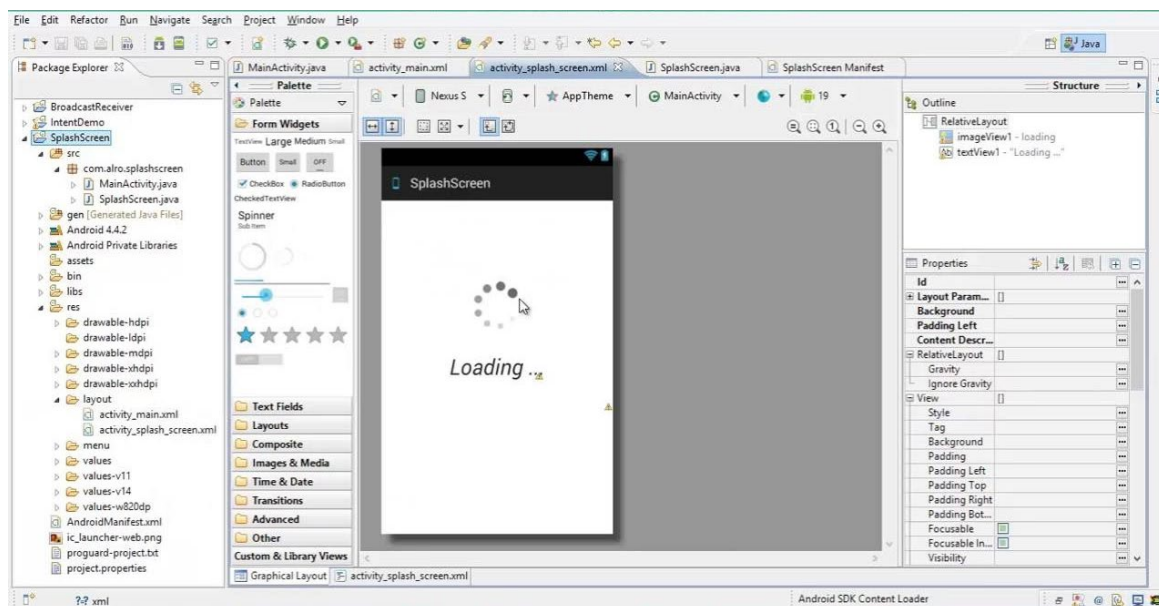 File Edit Refactor Run Navigate Search Project Window Help
Java
Package Explorer
BroadcastReceiver
IntentDemo
SplashScreen
src
com.alro.splashscreen
MainActivity.java
SplashScreen.java
gen [Generated Java Files]
Android 4.4.2
Android Private Libraries
assets
bin
libs
res
drawable-hdpi
drawable-ldpi
drawable-mdpi
drawable-xhdpi
drawable-xxhdpi
layout
activity_main.xml
activity_splash_screen.xml
menu
values
values-v11
values-v14
values-w820dp
AndroidManifest.xml
ic_launcher-web.png
proguard-project.txt
project.properties
MainActivity.java activity_main.xml activity_splash_screen.xml SplashScreen.java SplashScreen Manifest
Palette
Palette
Form Widgets
TextView Large Medium Small
Button Small OFF
CheckBox RadioButton
CheckedTextView
Spinner
Sub Item
Text Fields
Layouts
Composite
Images & Media
Time & Date
Transitions
Advanced
Other
Custom & Library Views
Nexus S AppTheme MainActivity 19
SplashScreen
Loading ...
Graphical Layout activity_splash_screen.xml
Structure
Outline
RelativeLayout
imageView1 - loading
Ab textView1 - "Loading ..."
Properties
Id
Layout Param... []
Background
Padding Left
Content Descr...
RelativeLayout []
Gravity
Ignore Gravity
View []
Style
Tag
Background
Padding
Padding Left
Padding Top
Padding Right
Padding Bot...
Focusable
Focusable In...
Visibility
?-? xml
Android SDK Content Loader